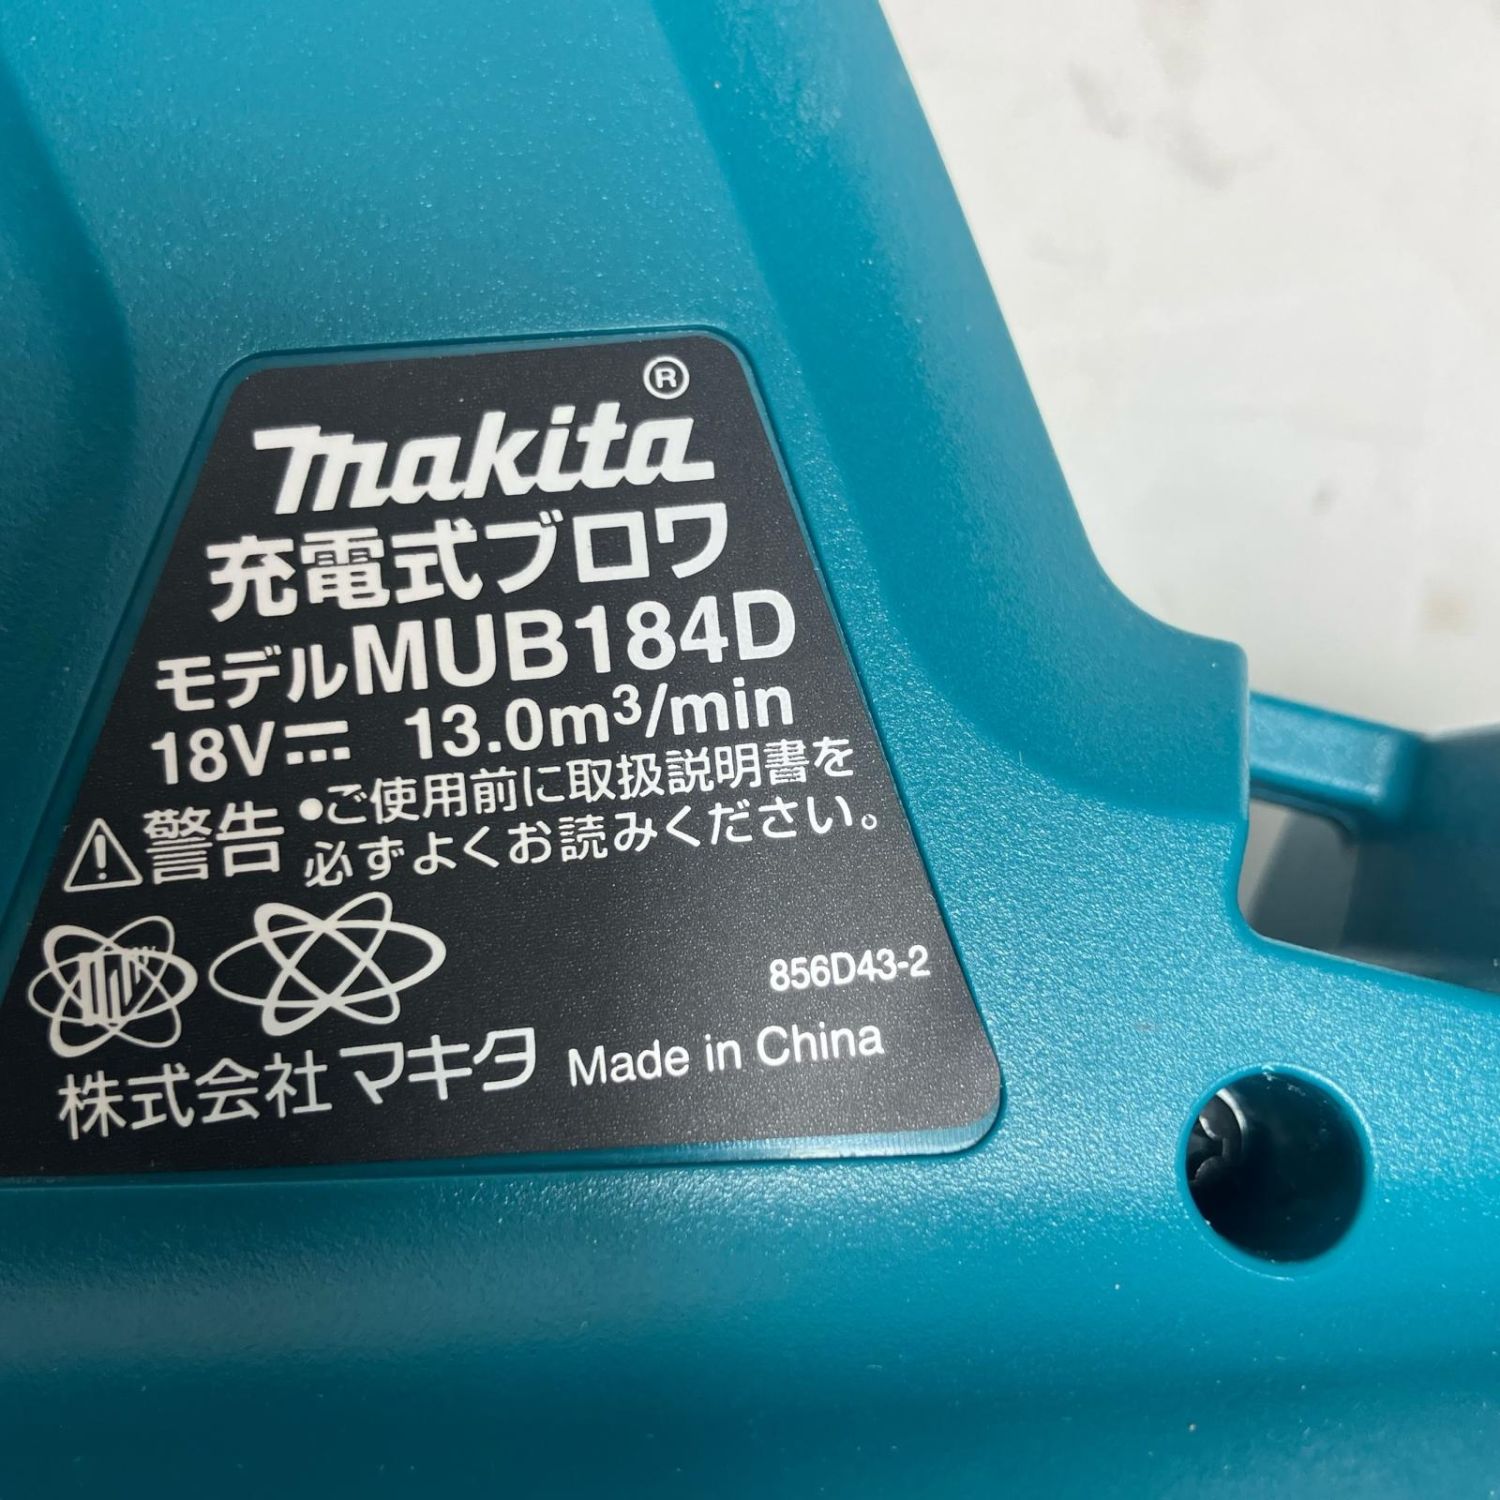 makita®
充電式ブロワ
モデルMUB184D
18V⎓ 13.0m³/min
⚠警告 •ご使用前に取扱説明書を
必ずよくお読みください。
856D43-2
株式会社マキタ Made in China